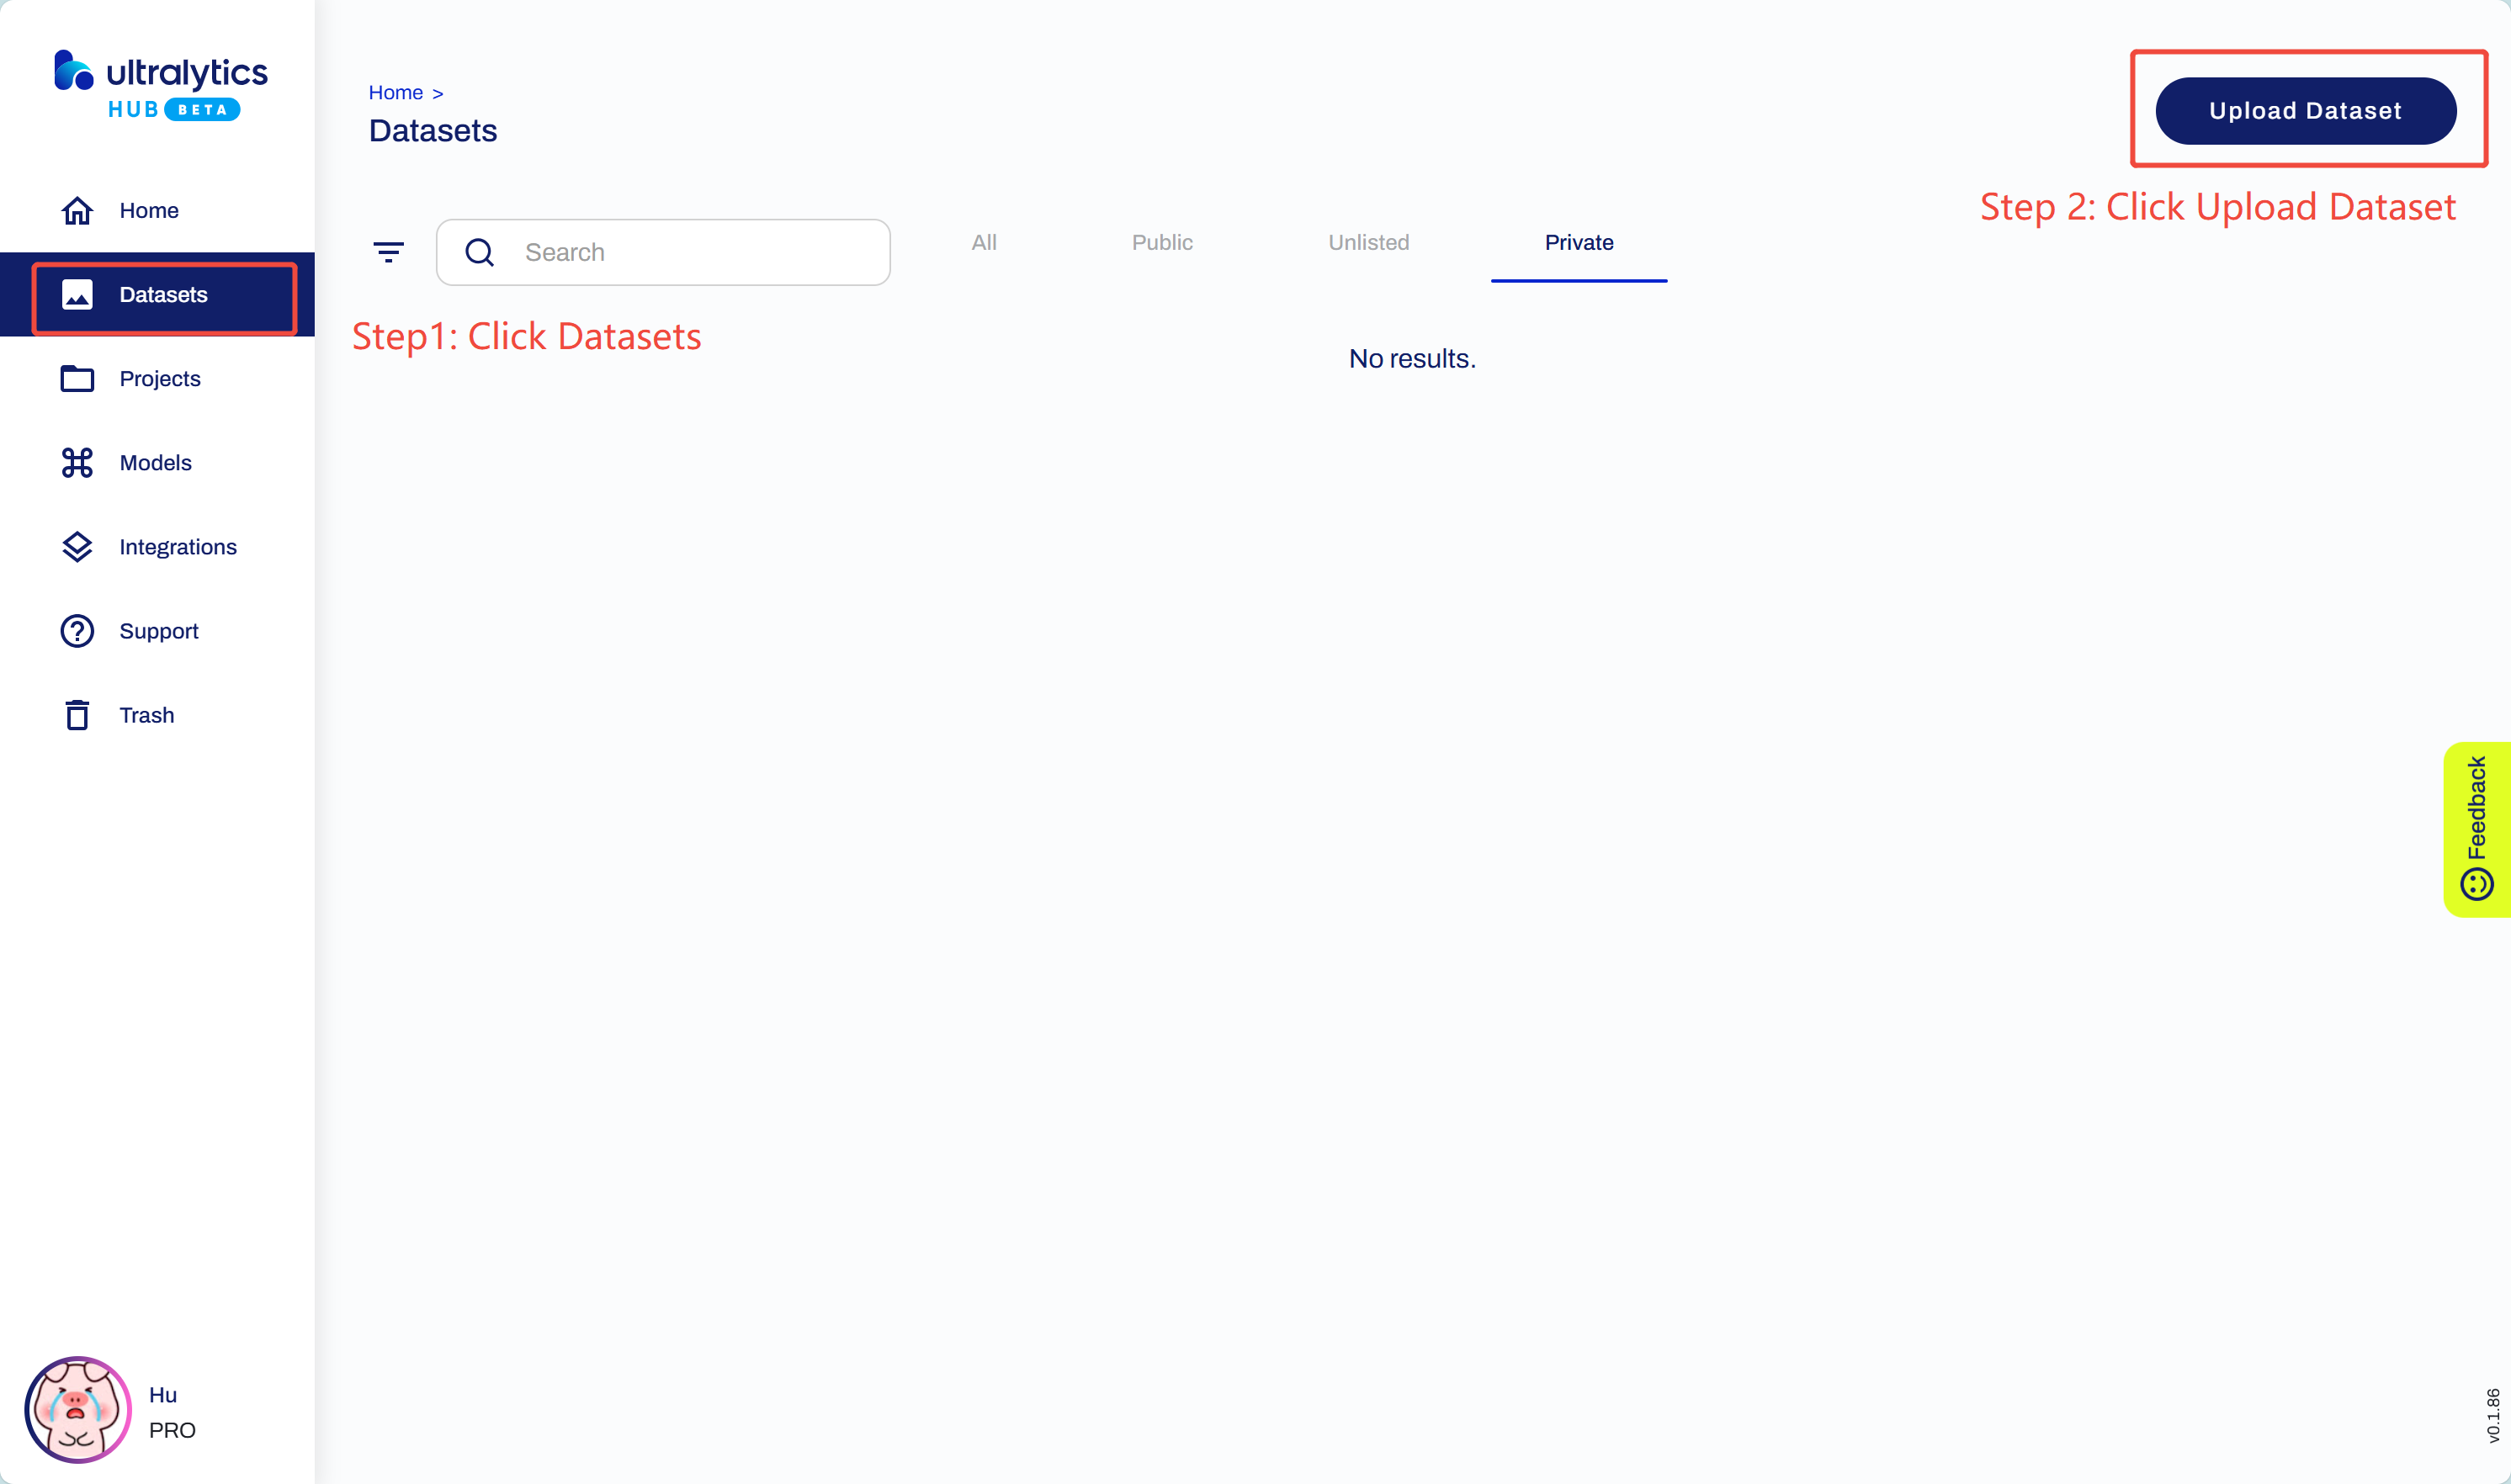 ultralytics
HUB BETA
Home
Datasets
Projects
Models
Integrations
Support
Trash
Hu
PRO
Home >
Datasets
Upload Dataset
Step 2: Click Upload Dataset
Search
All
Public
Unlisted
Private
Step1: Click Datasets
No results.
Feedback
v0.1.86